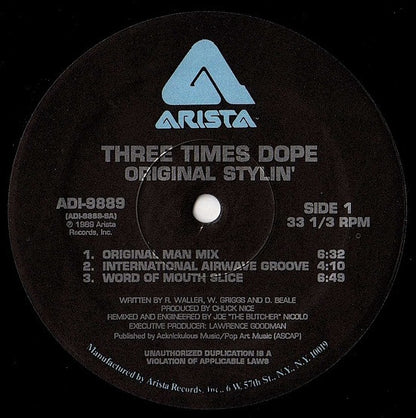 ARISTA™
THREE TIMES DOPE
ORIGINAL STYLIN'
ADI-9889
(ADI-9889-SA)
℗ 1989 Arista
Records, Inc.
SIDE 1
33 1/3 RPM
1. ORIGINAL MAN MIX 6:32
2. INTERNATIONAL AIRWAVE GROOVE 4:10
3. WORD OF MOUTH SLICE 6:49
WRITTEN BY R. WALLER, W. GRIGGS AND D. BEALE
PRODUCED BY CHUCK NICE
REMIXED AND ENGINEERED BY JOE "THE BUTCHER" NICOLO
EXECUTIVE PRODUCER: LAWRENCE GOODMAN
Published by Acknickulous Music/Pop Art Music (ASCAP)
UNAUTHORIZED DUPLICATION IS A
VIOLATION OF APPLICABLE LAWS
Manufactured by Arista Records, Inc., 6 W. 57th St., N.Y., N.Y. 10019